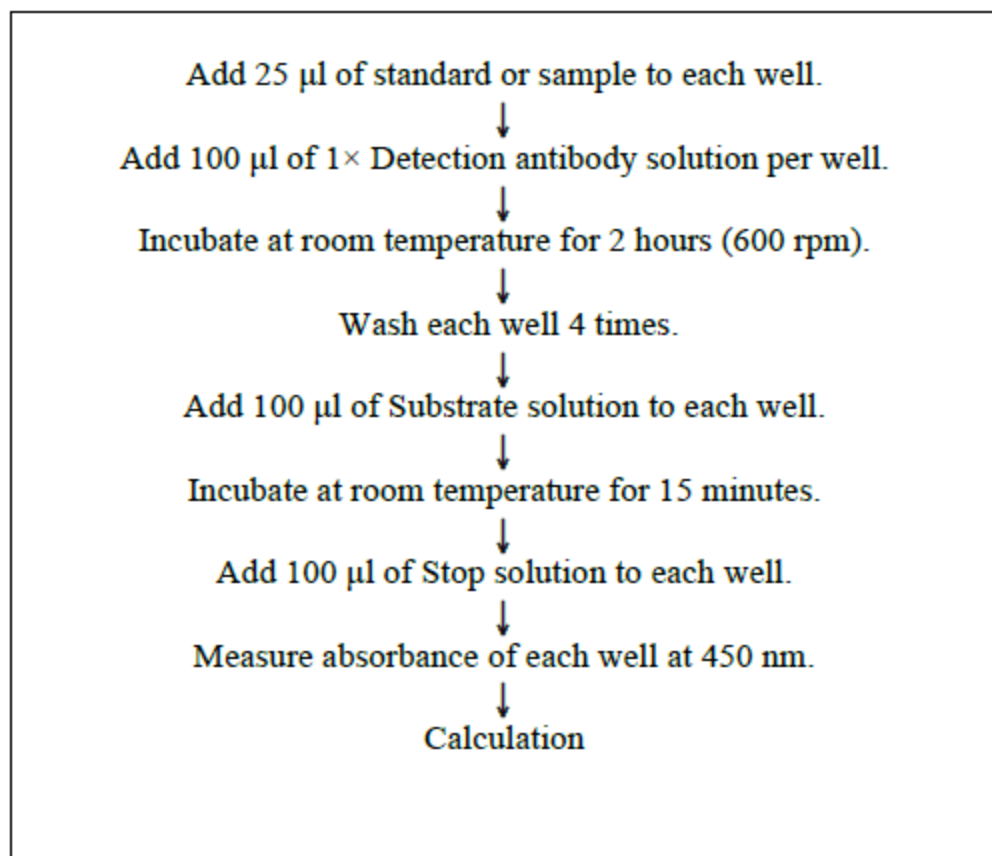 Add 25 μl of standard or sample to each well.
↓
Add 100 μl of 1× Detection antibody solution per well.
↓
Incubate at room temperature for 2 hours (600 rpm).
↓
Wash each well 4 times.
↓
Add 100 μl of Substrate solution to each well.
↓
Incubate at room temperature for 15 minutes.
↓
Add 100 μl of Stop solution to each well.
↓
Measure absorbance of each well at 450 nm.
↓
Calculation